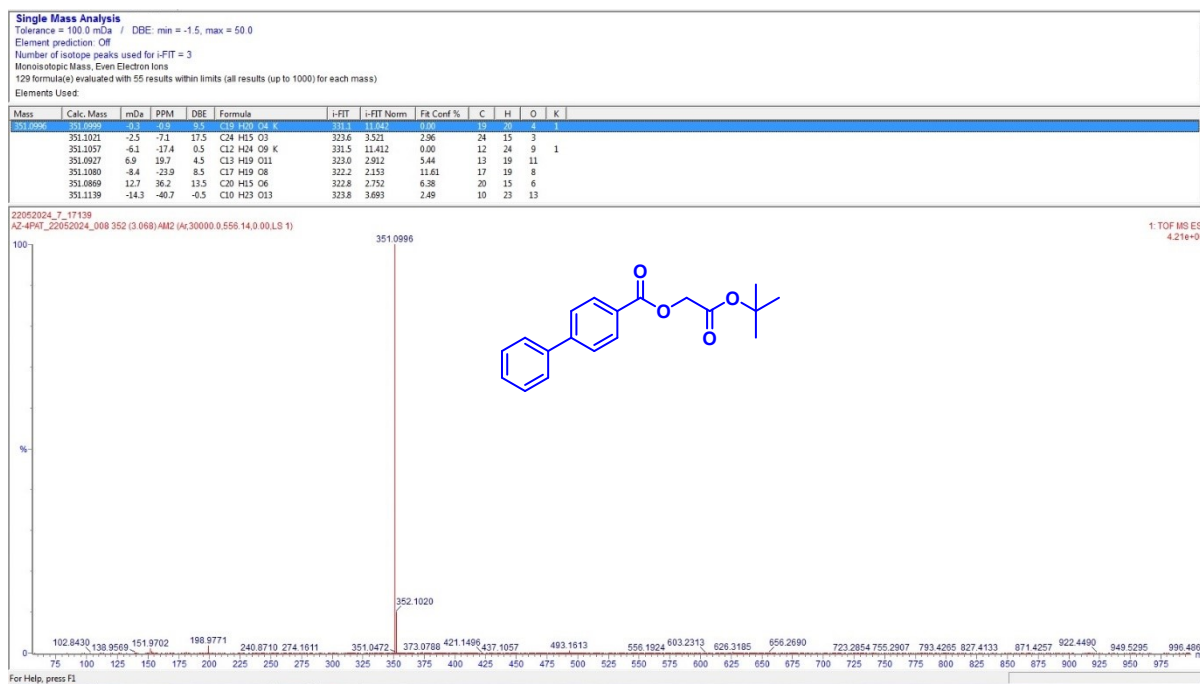 Single Mass Analysis
Tolerance = 100.0 mDa / DBE: min = -1.5, max = 50.0
Element prediction: Off
Number of isotope peaks used for i-FIT = 3
Monoisotopic Mass, Even Electron Ions
129 formula(e) evaluated with 55 results within limits (all results (up to 1000) for each mass)
Elements Used:
Mass Calc. Mass mDa PPM DBE Formula i-FIT i-FIT Norm Fit Conf % C H O K
351.0996 351.0999 -0.3 -0.9 9.5 C19 H20 O4 K 331.1 11.042 0.00 19 20 4 1
351.1021 -2.5 -7.1 17.5 C24 H15 O3 323.6 3.521 2.96 24 15 3
351.1057 -6.1 -17.4 0.5 C12 H24 O9 K 331.5 11.412 0.00 12 24 9 1
351.0927 6.9 19.7 4.5 C13 H19 O11 323.0 2.912 5.44 13 19 11
351.1080 -8.4 -23.9 8.5 C17 H19 O8 322.2 2.153 11.61 17 19 8
351.0869 12.7 36.2 13.5 C20 H15 O6 322.8 2.752 6.38 20 15 6
351.1139 -14.3 -40.7 -0.5 C10 H23 O13 323.8 3.693 2.49 10 23 13
22052024_7_17139
AZ-4PAT_22052024_008 352 (3.068) AM2 (Ar,30000.0,556.14,0.00,LS 1)
1: TOF MS ES
4.21e+0
100
351.0996
O
O
O
O
%
352.1020
102.8430 138.9569 151.9702 198.9771 240.8710 274.1611 351.0472 373.0788 421.1496 437.1057 493.1613 556.1924 603.2313 626.3185 656.2690 723.2854 755.2907 793.4265 827.4133 871.4257 922.4490 949.5295 996.486
0
75 100 125 150 175 200 225 250 275 300 325 350 375 400 425 450 475 500 525 550 575 600 625 650 675 700 725 750 775 800 825 850 875 900 925 950 975
For Help, press F1